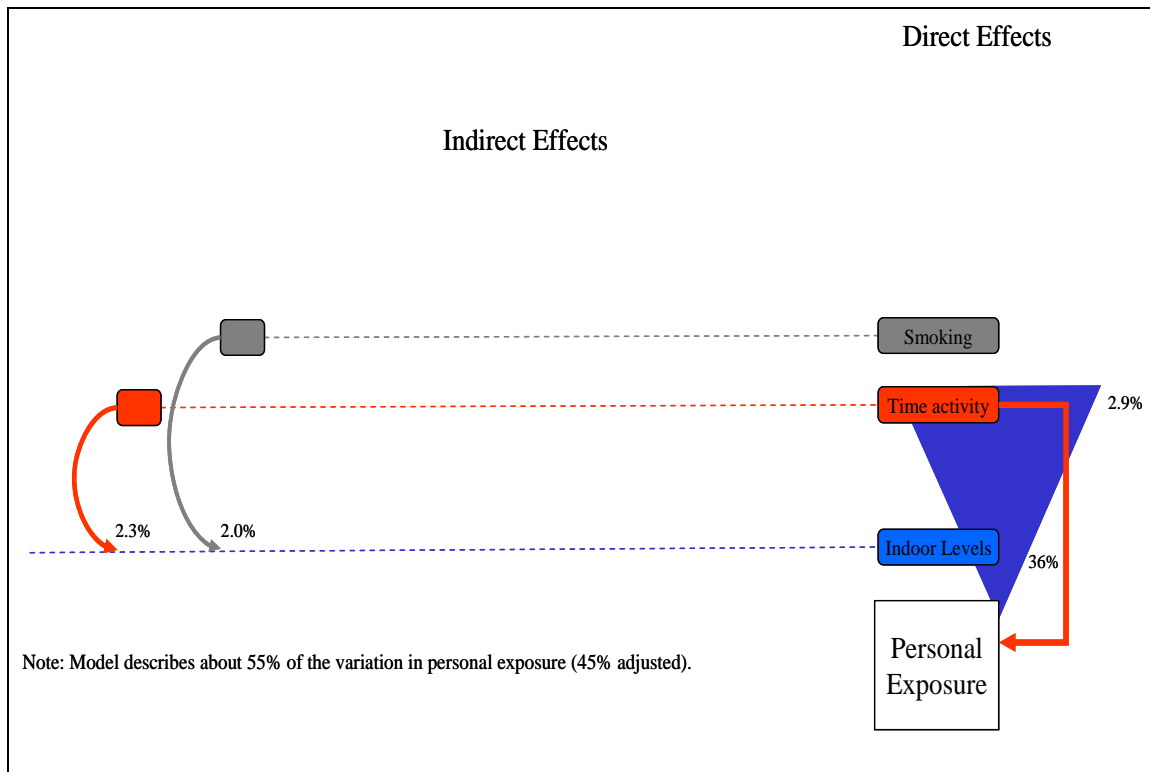 Direct Effects
Indirect Effects
Smoking
Time activity
2.9%
2.3%
2.0%
Indoor Levels
36%
Personal
Exposure
Note: Model describes about 55% of the variation in personal exposure (45% adjusted).